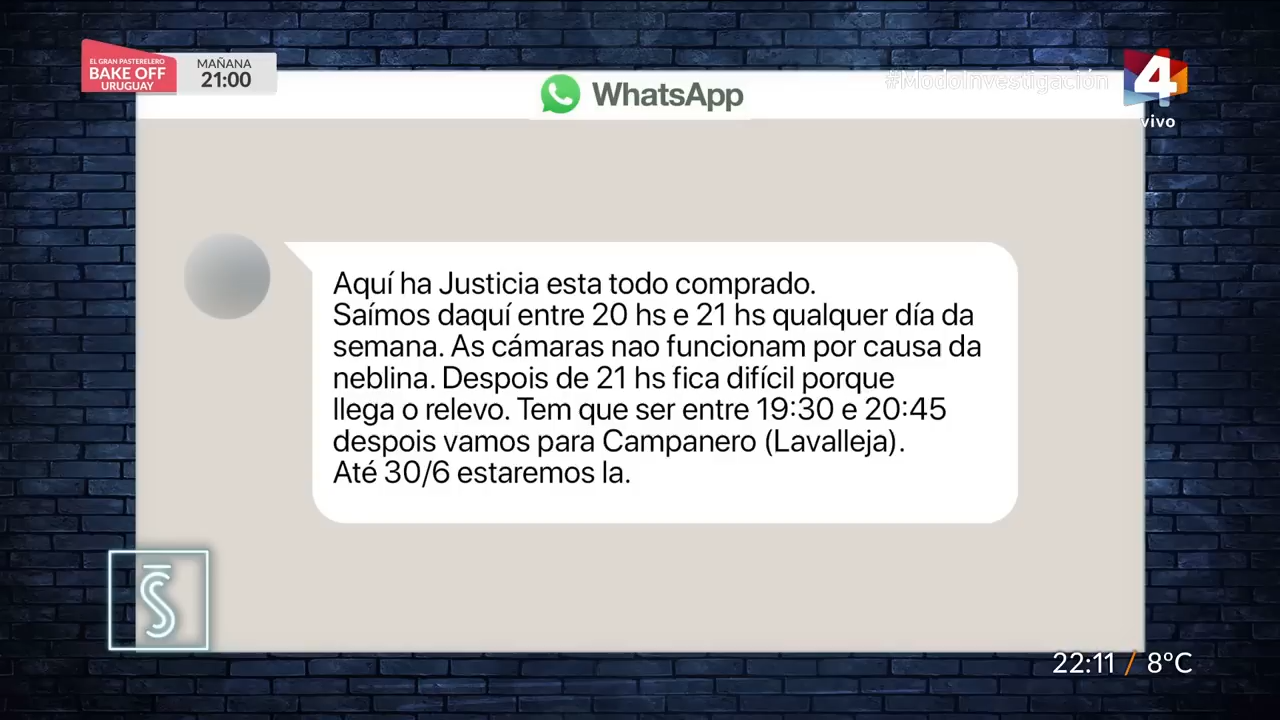 EL GRAN PASTERELERO
BAKE OFF
URUGUAY
MAÑANA
21:00
WhatsApp
#ModoInvestigación
4
vivo
Aquí ha Justicia esta todo comprado.
Saímos daquí entre 20 hs e 21 hs qualquer día da
semana. As cámaras nao funcionam por causa da
neblina. Despois de 21 hs fica difícil porque
llega o relevo. Tem que ser entre 19:30 e 20:45
despois vamos para Campanero (Lavalleja).
Até 30/6 estaremos la.
S
22:11 / 8°C